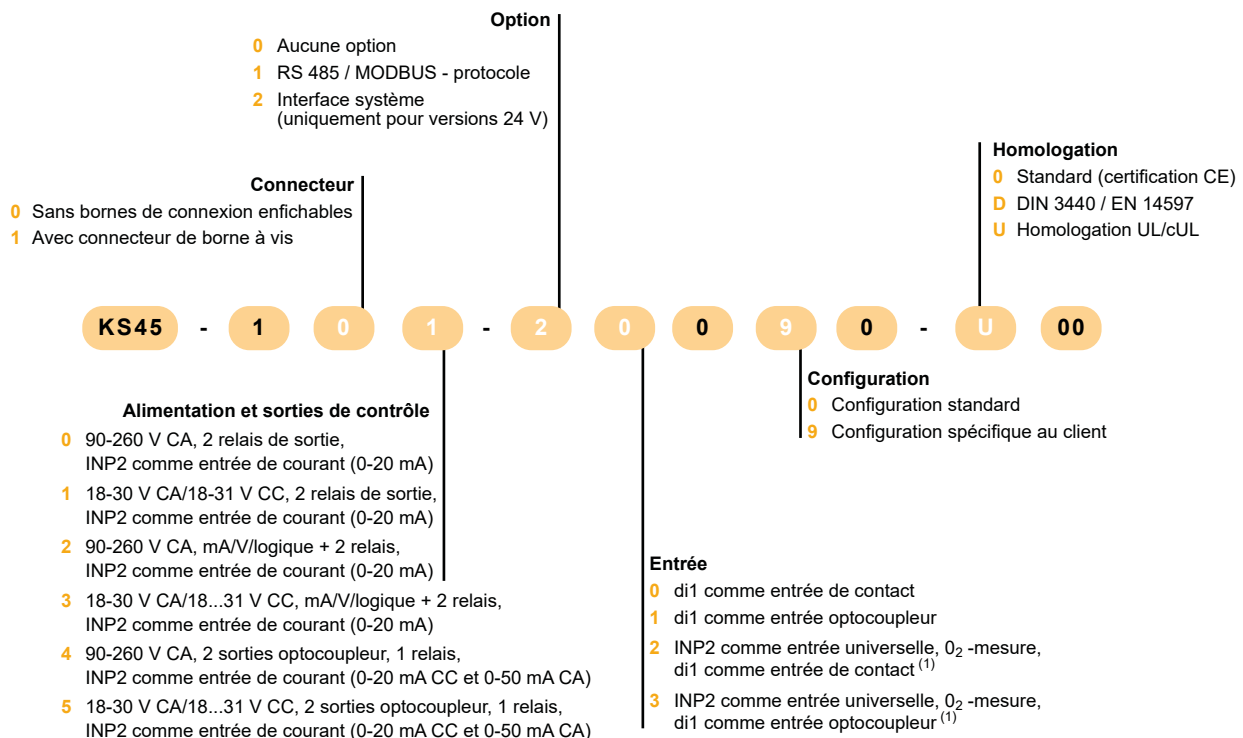 Option
0 Aucune option
1 RS 485 / MODBUS - protocole
2 Interface système
(uniquement pour versions 24 V)
Homologation
0 Standard (certification CE)
D DIN 3440 / EN 14597
U Homologation UL/cUL
Connecteur
0 Sans bornes de connexion enfichables
1 Avec connecteur de borne à vis
KS45 - 1 0 1 - 2 0 0 9 0 - U 00
Configuration
0 Configuration standard
9 Configuration spécifique au client
Alimentation et sorties de contrôle
0 90-260 V CA, 2 relais de sortie,
INP2 comme entrée de courant (0-20 mA)
1 18-30 V CA/18-31 V CC, 2 relais de sortie,
INP2 comme entrée de courant (0-20 mA)
2 90-260 V CA, mA/V/logique + 2 relais,
INP2 comme entrée de courant (0-20 mA)
3 18-30 V CA/18...31 V CC, mA/V/logique + 2 relais,
INP2 comme entrée de courant (0-20 mA)
4 90-260 V CA, 2 sorties optocoupleur, 1 relais,
INP2 comme entrée de courant (0-20 mA CC et 0-50 mA CA)
5 18-30 V CA/18...31 V CC, 2 sorties optocoupleur, 1 relais,
INP2 comme entrée de courant (0-20 mA CC et 0-50 mA CA)
Entrée
0 di1 comme entrée de contact
1 di1 comme entrée optocoupleur
2 INP2 comme entrée universelle, 0₂ -mesure,
di1 comme entrée de contact (1)
3 INP2 comme entrée universelle, 0₂ -mesure,
di1 comme entrée optocoupleur (1)